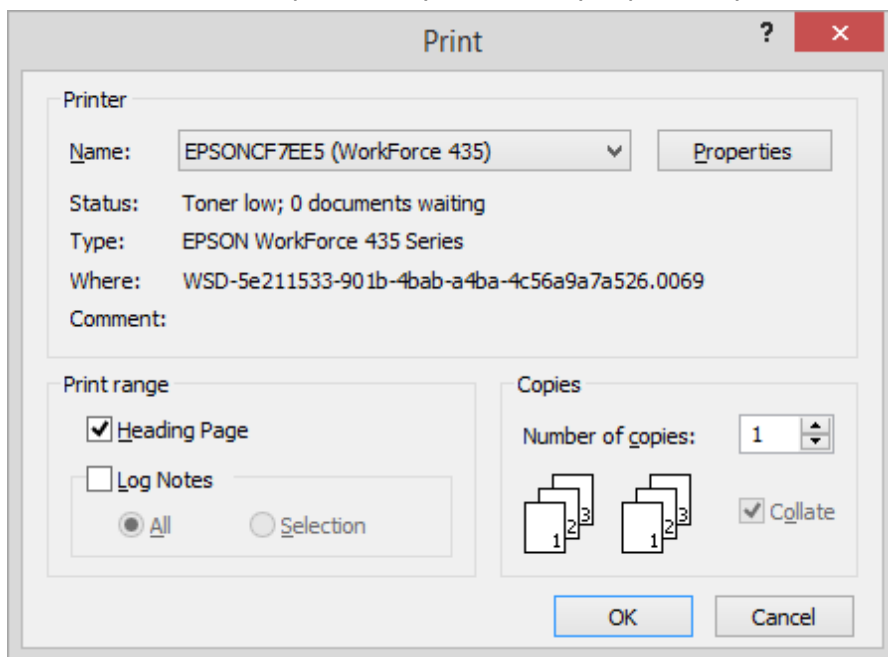 Print
?
Printer
Name: EPSONCF7EE5 (WorkForce 435) Properties
Status: Toner low; 0 documents waiting
Type: EPSON WorkForce 435 Series
Where: WSD-5e211533-901b-4bab-a4ba-4c56a9a7a526.0069
Comment:
Print range
Heading Page
Log Notes
All Selection
Copies
Number of copies: 1
1 2 3 1 2 3
Collate
OK Cancel